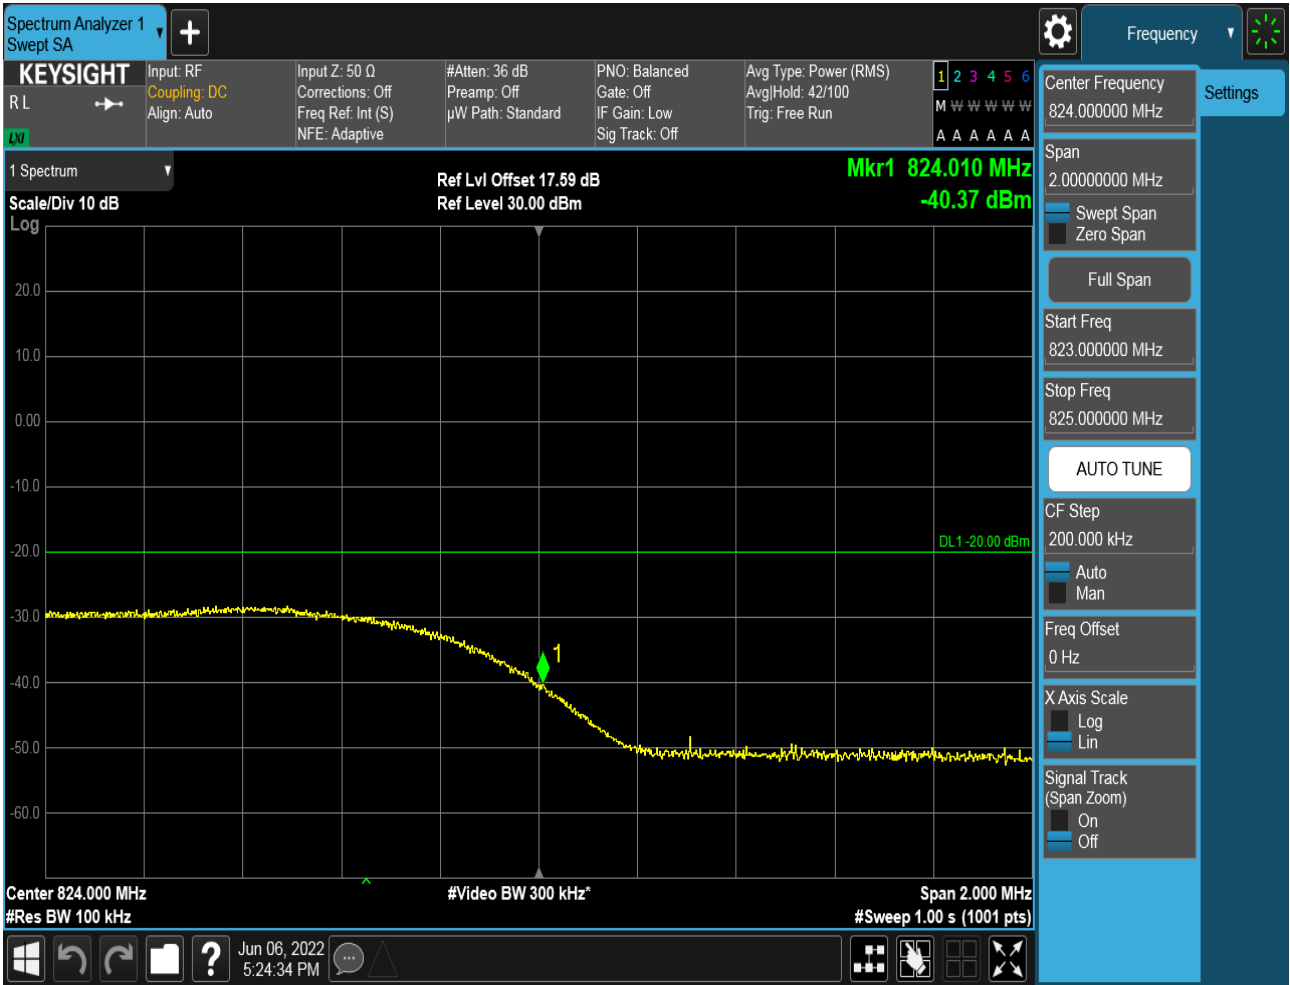 Spectrum Analyzer 1
Swept SA
Frequency
KEYSIGHT
R L
LXI
Input: RF
Coupling: DC
Align: Auto
Input Z: 50 Ω
Corrections: Off
Freq Ref: Int (S)
NFE: Adaptive
#Atten: 36 dB
Preamp: Off
µW Path: Standard
PNO: Balanced
Gate: Off
IF Gain: Low
Sig Track: Off
Avg Type: Power (RMS)
Avg|Hold: 42/100
Trig: Free Run
1 2 3 4 5 6
M W W W W W
A A A A A A
1 Spectrum
Scale/Div 10 dB
Log
Ref Lvl Offset 17.59 dB
Ref Level 30.00 dBm
Mkr1 824.010 MHz
-40.37 dBm
20.0
10.0
0.00
-10.0
-20.0
-30.0
-40.0
-50.0
-60.0
DL1 -20.00 dBm
1
Center 824.000 MHz
#Res BW 100 kHz
#Video BW 300 kHz*
Span 2.000 MHz
#Sweep 1.00 s (1001 pts)
Center Frequency
824.000000 MHz
Settings
Span
2.00000000 MHz
Swept Span
Zero Span
Full Span
Start Freq
823.000000 MHz
Stop Freq
825.000000 MHz
AUTO TUNE
CF Step
200.000 kHz
Auto
Man
Freq Offset
0 Hz
X Axis Scale
Log
Lin
Signal Track
(Span Zoom)
On
Off
?
Jun 06, 2022
5:24:34 PM